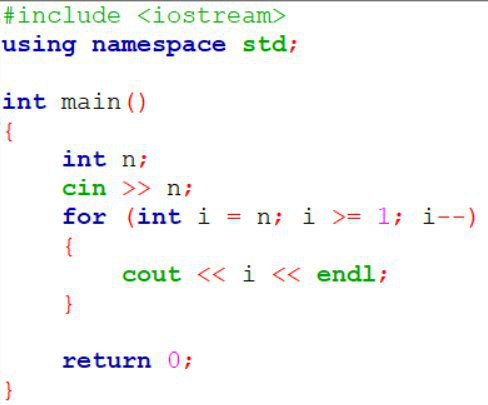 #include <iostream>
using namespace std;
int main()
{
int n;
cin >> n;
for (int i = n; i >= 1; i--)
{
cout << i << endl;
}
return 0;
}